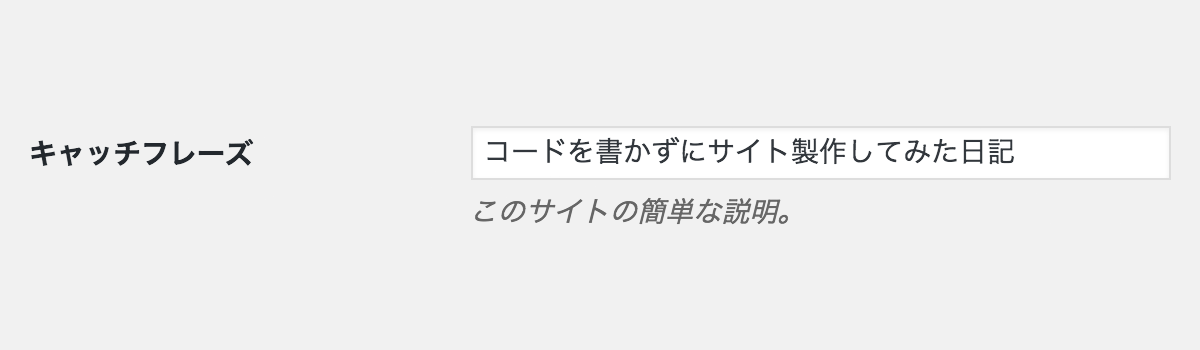 キャッチフレーズ
コードを書かずにサイト製作してみた日記
このサイトの簡単な説明。